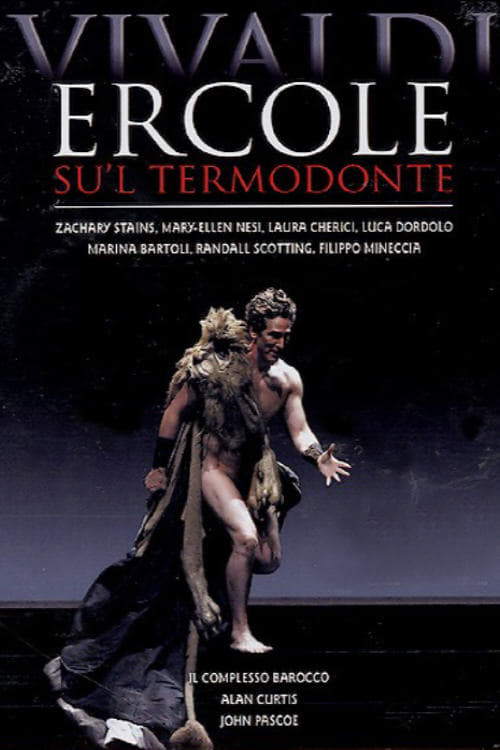 VIVALDI
ERCOLE
SU'L TERMODONTE
ZACHARY STAINS, MARY-ELLEN NESI, LAURA CHERICI, LUCA DORDOLO
MARINA BARTOLI, RANDALL SCOTTING, FILIPPO MINECCIA
IL COMPLESSO BAROCCO
ALAN CURTIS
JOHN PASCOE